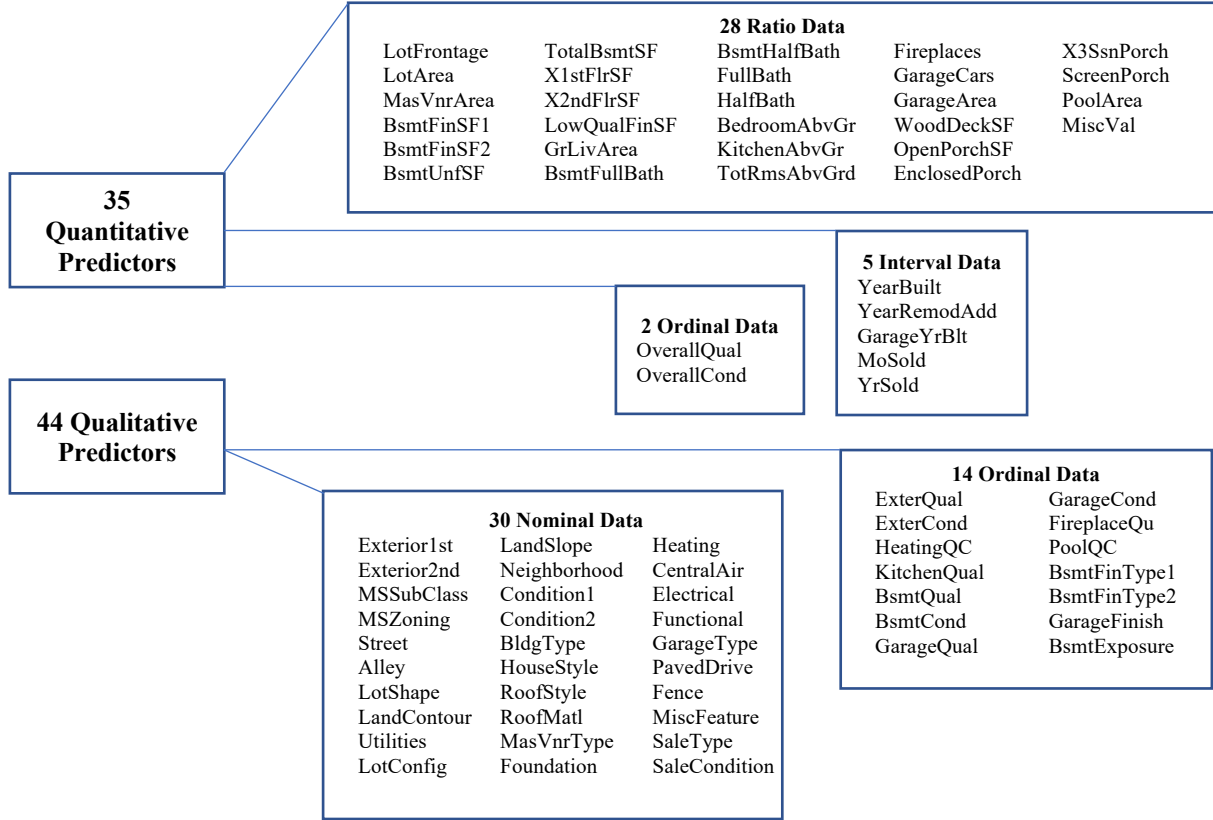 28 Ratio Data
LotFrontage TotalBsmtSF BsmtHalfBath Fireplaces X3SsnPorch
LotArea X1stFlrSF FullBath GarageCars ScreenPorch
MasVnrArea X2ndFlrSF HalfBath GarageArea PoolArea
BsmtFinSF1 LowQualFinSF BedroomAbvGr WoodDeckSF MiscVal
BsmtFinSF2 GrLivArea KitchenAbvGr OpenPorchSF
BsmtUnfSF BsmtFullBath TotRmsAbvGrd EnclosedPorch
35
Quantitative
Predictors
5 Interval Data
YearBuilt
YearRemodAdd
GarageYrBlt
MoSold
YrSold
2 Ordinal Data
OverallQual
OverallCond
44 Qualitative
Predictors
14 Ordinal Data
ExterQual GarageCond
ExterCond FireplaceQu
HeatingQC PoolQC
KitchenQual BsmtFinType1
BsmtQual BsmtFinType2
BsmtCond GarageFinish
GarageQual BsmtExposure
30 Nominal Data
Exterior1st LandSlope Heating
Exterior2nd Neighborhood CentralAir
MSSubClass Condition1 Electrical
MSZoning Condition2 Functional
Street BldgType GarageType
Alley HouseStyle PavedDrive
LotShape RoofStyle Fence
LandContour RoofMatl MiscFeature
Utilities MasVnrType SaleType
LotConfig Foundation SaleCondition